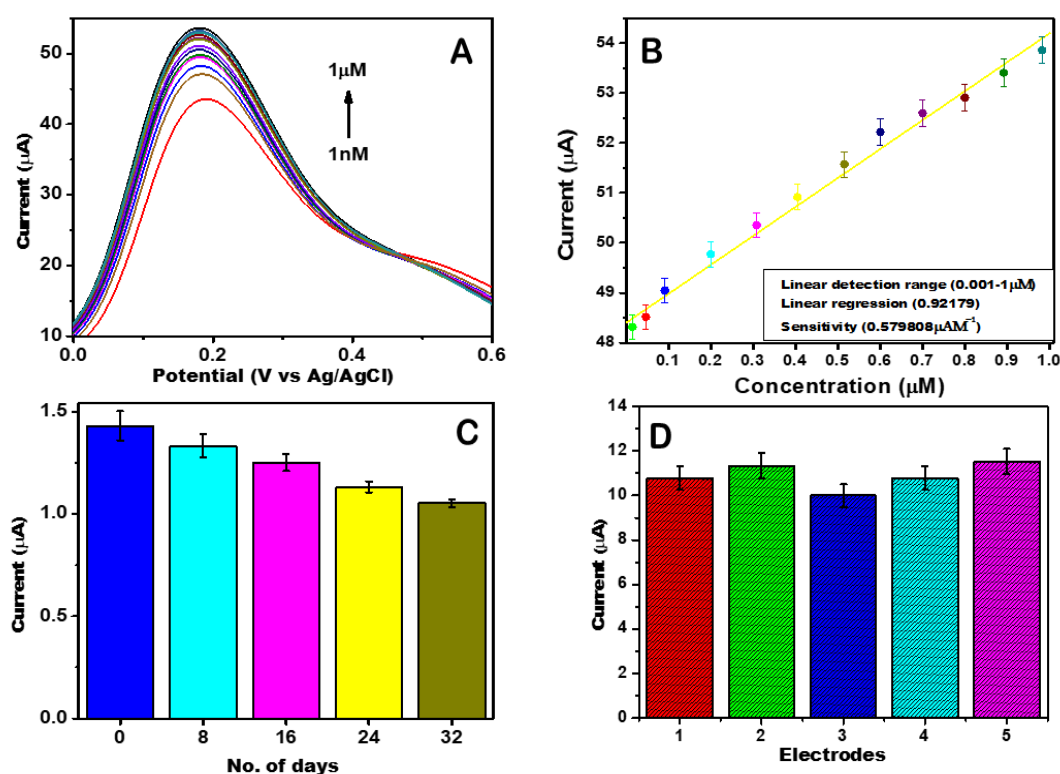 A
50
40
30
20
10
Current (μA)
1μM
1nM
0.0 0.2 0.4 0.6
Potential (V vs Ag/AgCl)
B
54
53
52
51
50
49
48
Current (μA)
Linear detection range (0.001-1μM)
Linear regression (0.92179)
Sensitivity (0.579808μAM⁻¹)
0.1 0.2 0.3 0.4 0.5 0.6 0.7 0.8 0.9 1.0
Concentration (μM)
C
1.5
1.0
0.5
0.0
Current (μA)
0 8 16 24 32
No. of days
D
14
12
10
8
6
4
2
0
Current (μA)
1 2 3 4 5
Electrodes